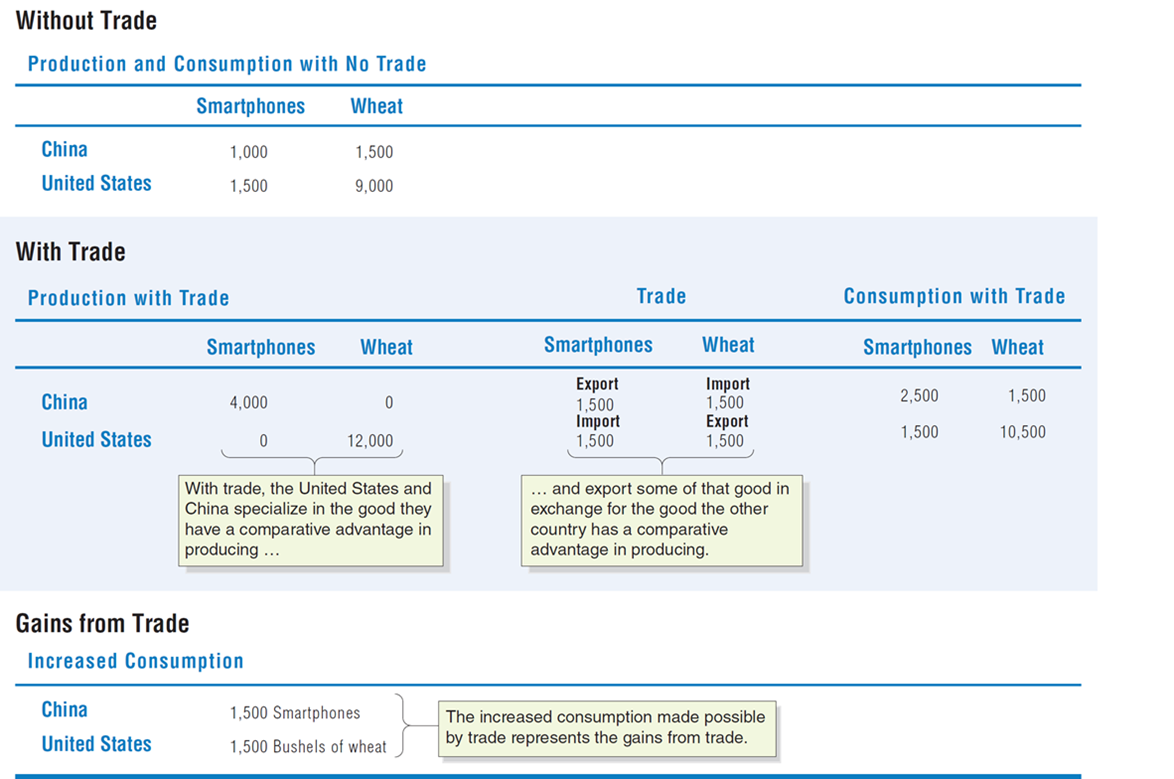 Without Trade
Production and Consumption with No Trade
Smartphones Wheat
China 1,000 1,500
United States 1,500 9,000
With Trade
Production with Trade Trade Consumption with Trade
Smartphones Wheat Smartphones Wheat Smartphones Wheat
Export Import
China 4,000 0 1,500 1,500 2,500 1,500
Import Export
United States 0 12,000 1,500 1,500 1,500 10,500
With trade, the United States and
China specialize in the good they
have a comparative advantage in
producing …
… and export some of that good in
exchange for the good the other
country has a comparative
advantage in producing.
Gains from Trade
Increased Consumption
China 1,500 Smartphones
United States 1,500 Bushels of wheat
The increased consumption made possible
by trade represents the gains from trade.